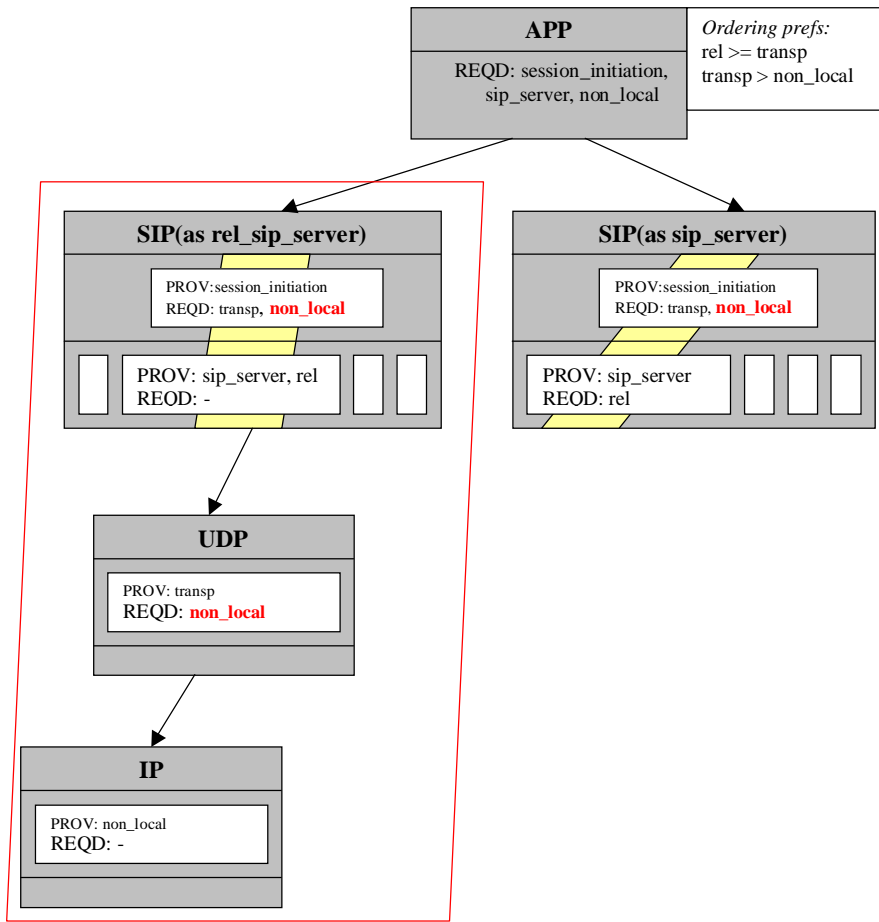 APP
REQD: session_initiation,
sip_server, non_local
Ordering prefs:
rel >= transp
transp > non_local
SIP(as rel_sip_server)
PROV:session_initiation
REQD: transp, non_local
PROV: sip_server, rel
REQD: -
SIP(as sip_server)
PROV:session_initiation
REQD: transp, non_local
PROV: sip_server
REQD: rel
UDP
PROV: transp
REQD: non_local
IP
PROV: non_local
REQD: -